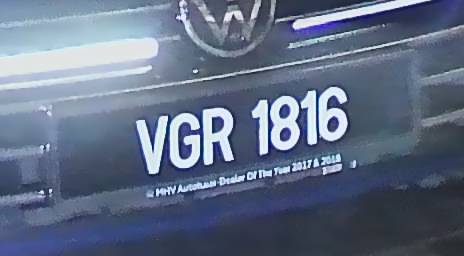 VGR 1816
MHV Autohaus-Dealer Of The Year 2017 & 2018